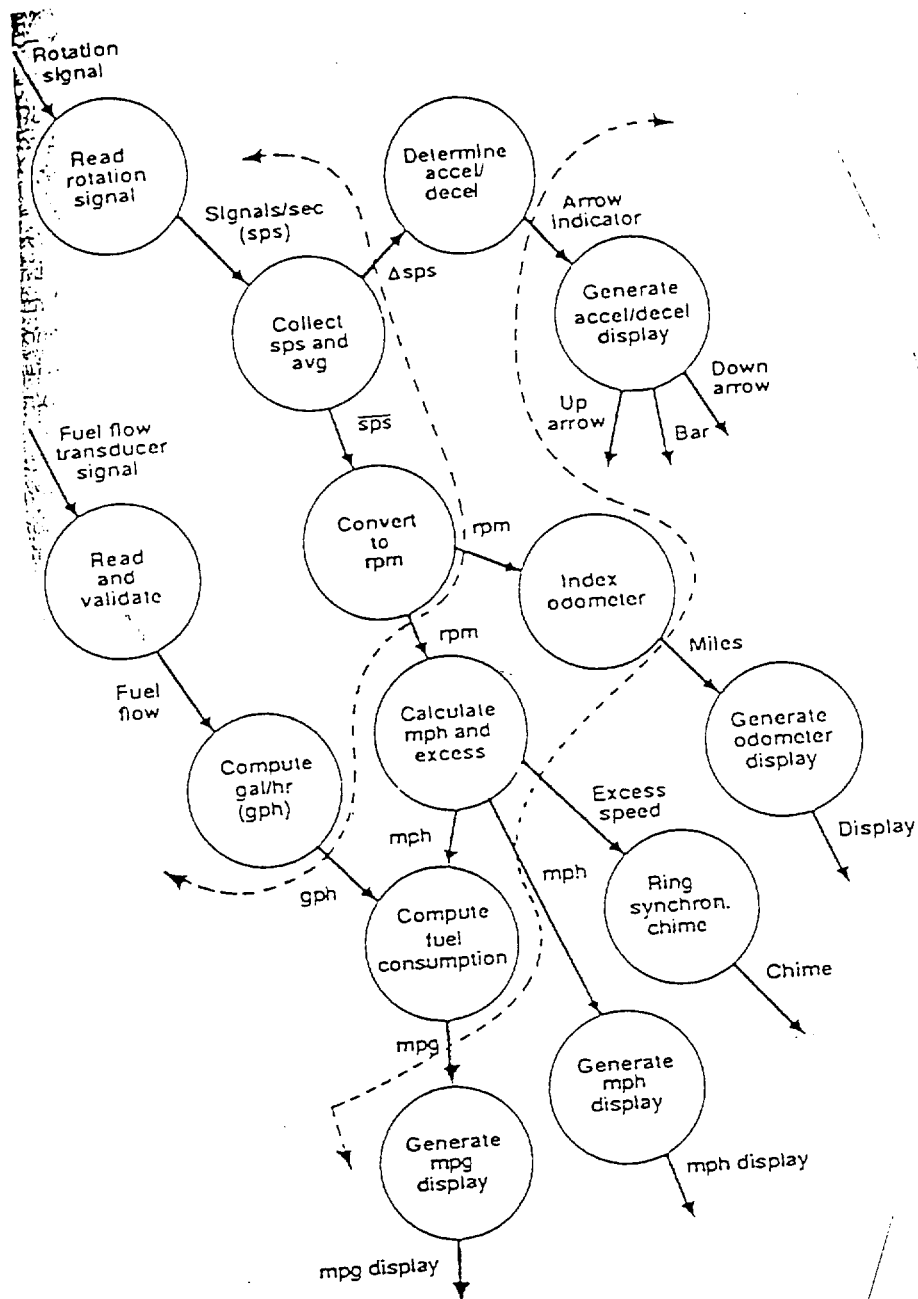 Rotation
signal
Read
rotation
signal
Signals/sec
(sps)
Determine
accel/
decel
Arrow
indicator
Δsps
Collect
sps and
avg
Generate
accel/decel
display
Up
arrow
Bar
Down
arrow
s̅p̅s̅
Fuel flow
transducer
signal
Convert
to
rpm
rpm
Index
odometer
Read
and
validate
rpm
Miles
Fuel
flow
Calculate
mph and
excess
Generate
odometer
display
Compute
gal/hr
(gph)
Excess
speed
Display
mph
mph
gph
Ring
synchron.
chime
Compute
fuel
consumption
Chime
mpg
Generate
mph
display
Generate
mpg
display
mph display
mpg display